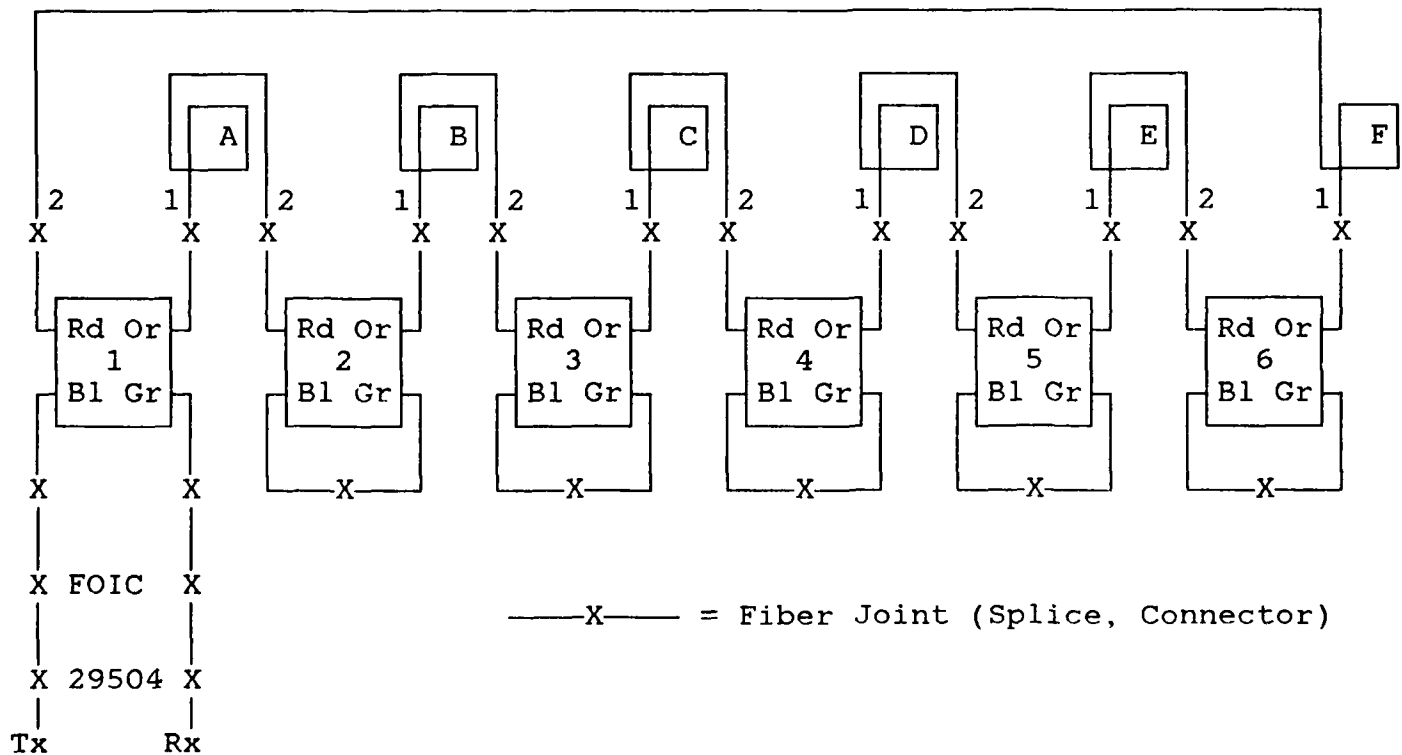 A B C D E F
2 1 2 1 2 1 2 1 2 1 2 1
X X X X X X X X X X X X
Rd Or Rd Or Rd Or Rd Or Rd Or Rd Or
1 2 3 4 5 6
Bl Gr Bl Gr Bl Gr Bl Gr Bl Gr Bl Gr
X X X X X X X
X FOIC X
X = Fiber Joint (Splice, Connector)
X 29504 X
Tx Rx